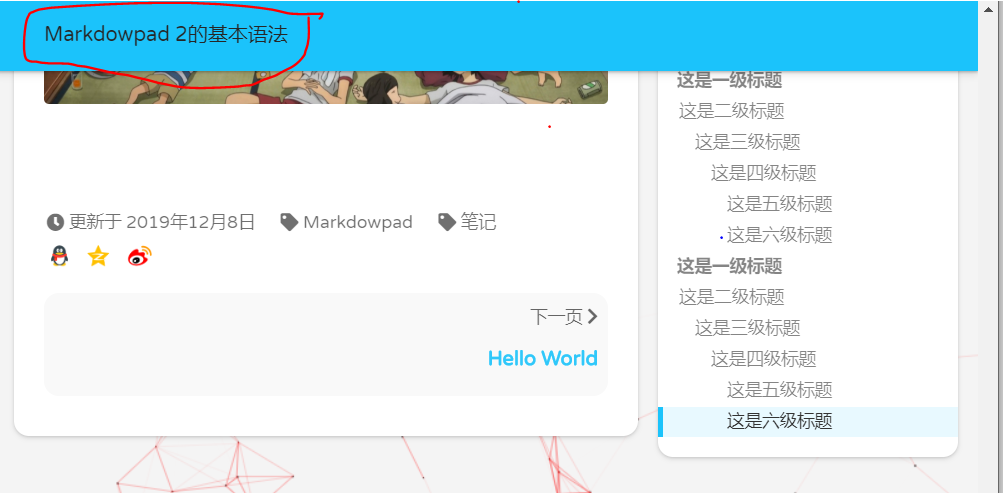 Markdowpad 2的基本语法
更新于 2019年12月8日 Markdowpad 笔记
下一页
Hello World
这是一级标题
这是二级标题
这是三级标题
这是四级标题
这是五级标题
这是六级标题
这是一级标题
这是二级标题
这是三级标题
这是四级标题
这是五级标题
这是六级标题